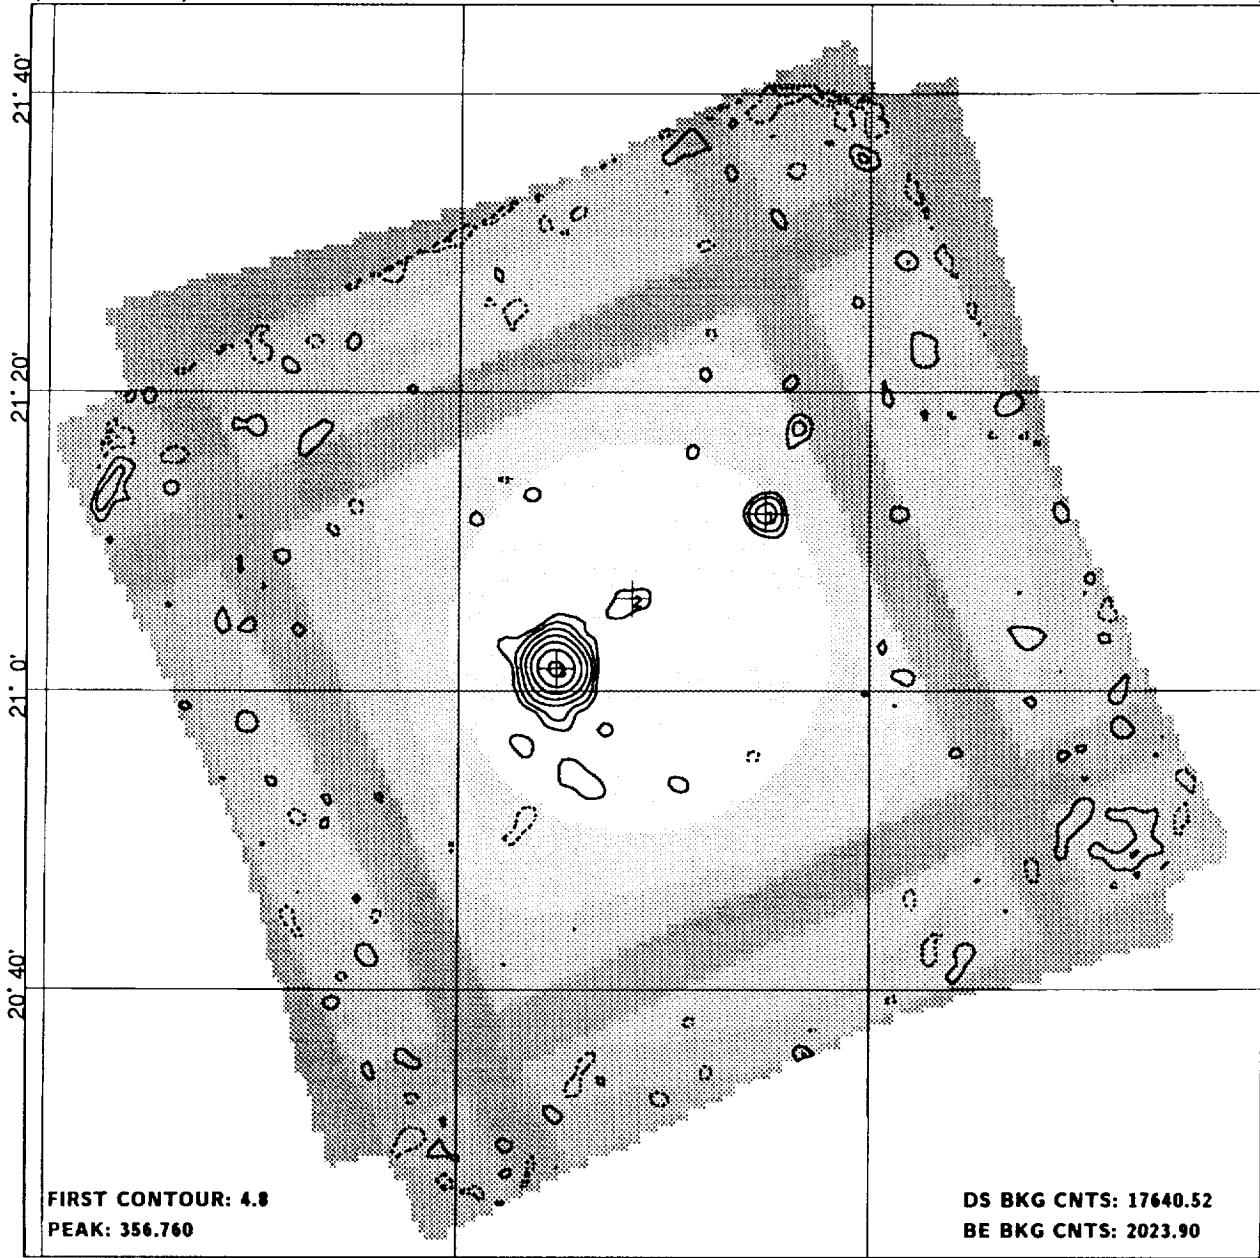 21° 40'
21° 20'
2
21° 0'
20° 40'
FIRST CONTOUR: 4.8
PEAK: 356.760
DS BKG CNTS: 17640.52
BE BKG CNTS: 2023.90